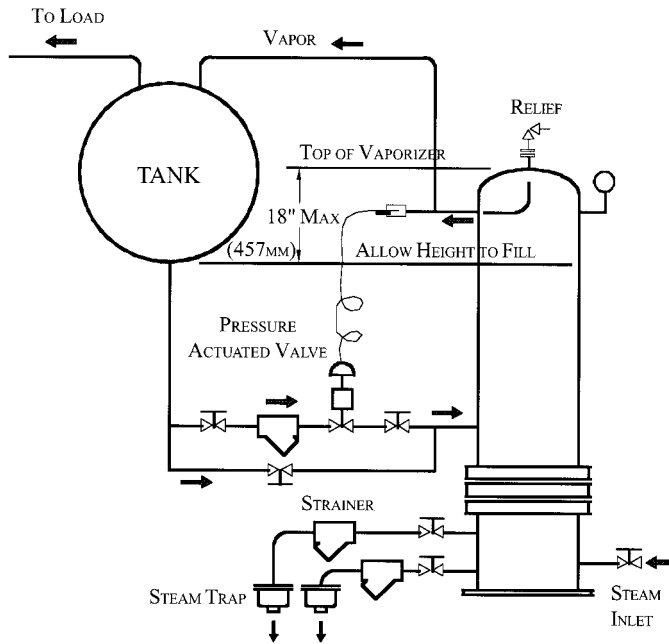 TO LOAD
VAPOR
RELIEF
TOP OF VAPORIZER
TANK
18" MAX
(457MM)
ALLOW HEIGHT TO FILL
PRESSURE
ACTUATED VALVE
STRAINER
STEAM TRAP
STEAM
INLET